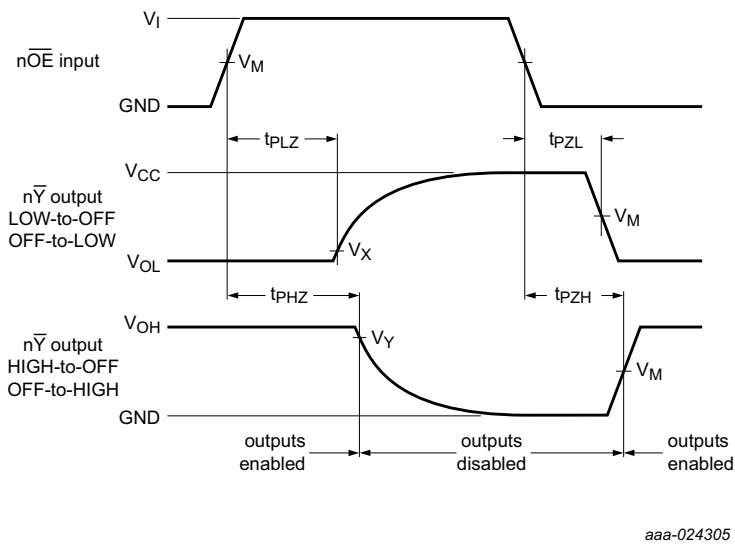 V_I
nO̅E̅ input
V_M
GND
t_PLZ
t_PZL
V_CC
nY̅ output
LOW-to-OFF
OFF-to-LOW
V_M
V_X
V_OL
t_PHZ
t_PZH
V_OH
nY̅ output
HIGH-to-OFF
OFF-to-HIGH
V_Y
V_M
GND
outputs
enabled
outputs
disabled
outputs
enabled
aaa-024305